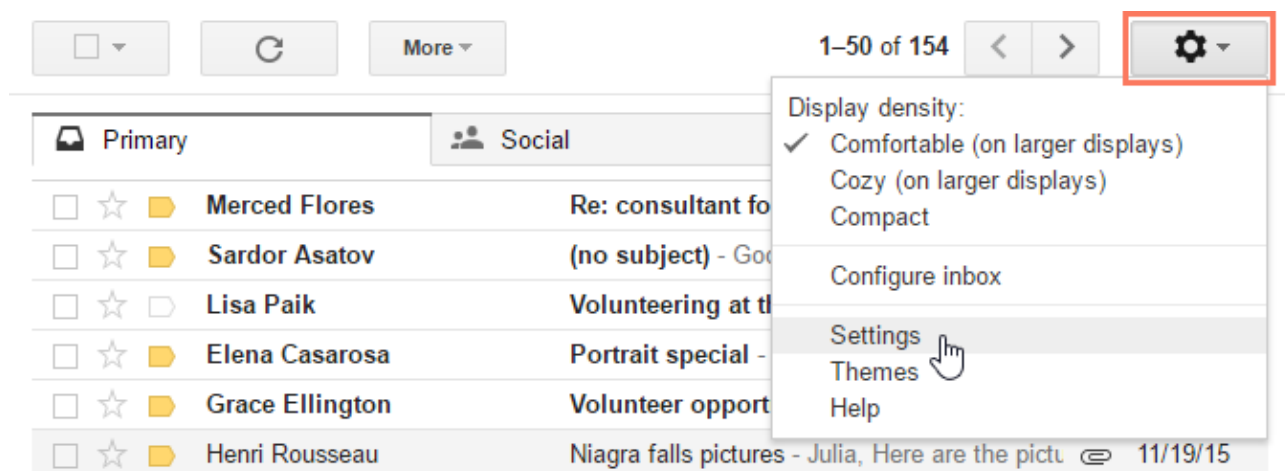 More
1–50 of 154
Display density:
Comfortable (on larger displays)
Cozy (on larger displays)
Compact
Configure inbox
Settings
Themes
Help
Primary
Social
Merced Flores Re: consultant fo
Sardor Asatov (no subject) - Goo
Lisa Paik Volunteering at
Elena Casarosa Portrait special -
Grace Ellington Volunteer opport
Henri Rousseau Niagra falls pictures - Julia, Here are the pictu 11/19/15